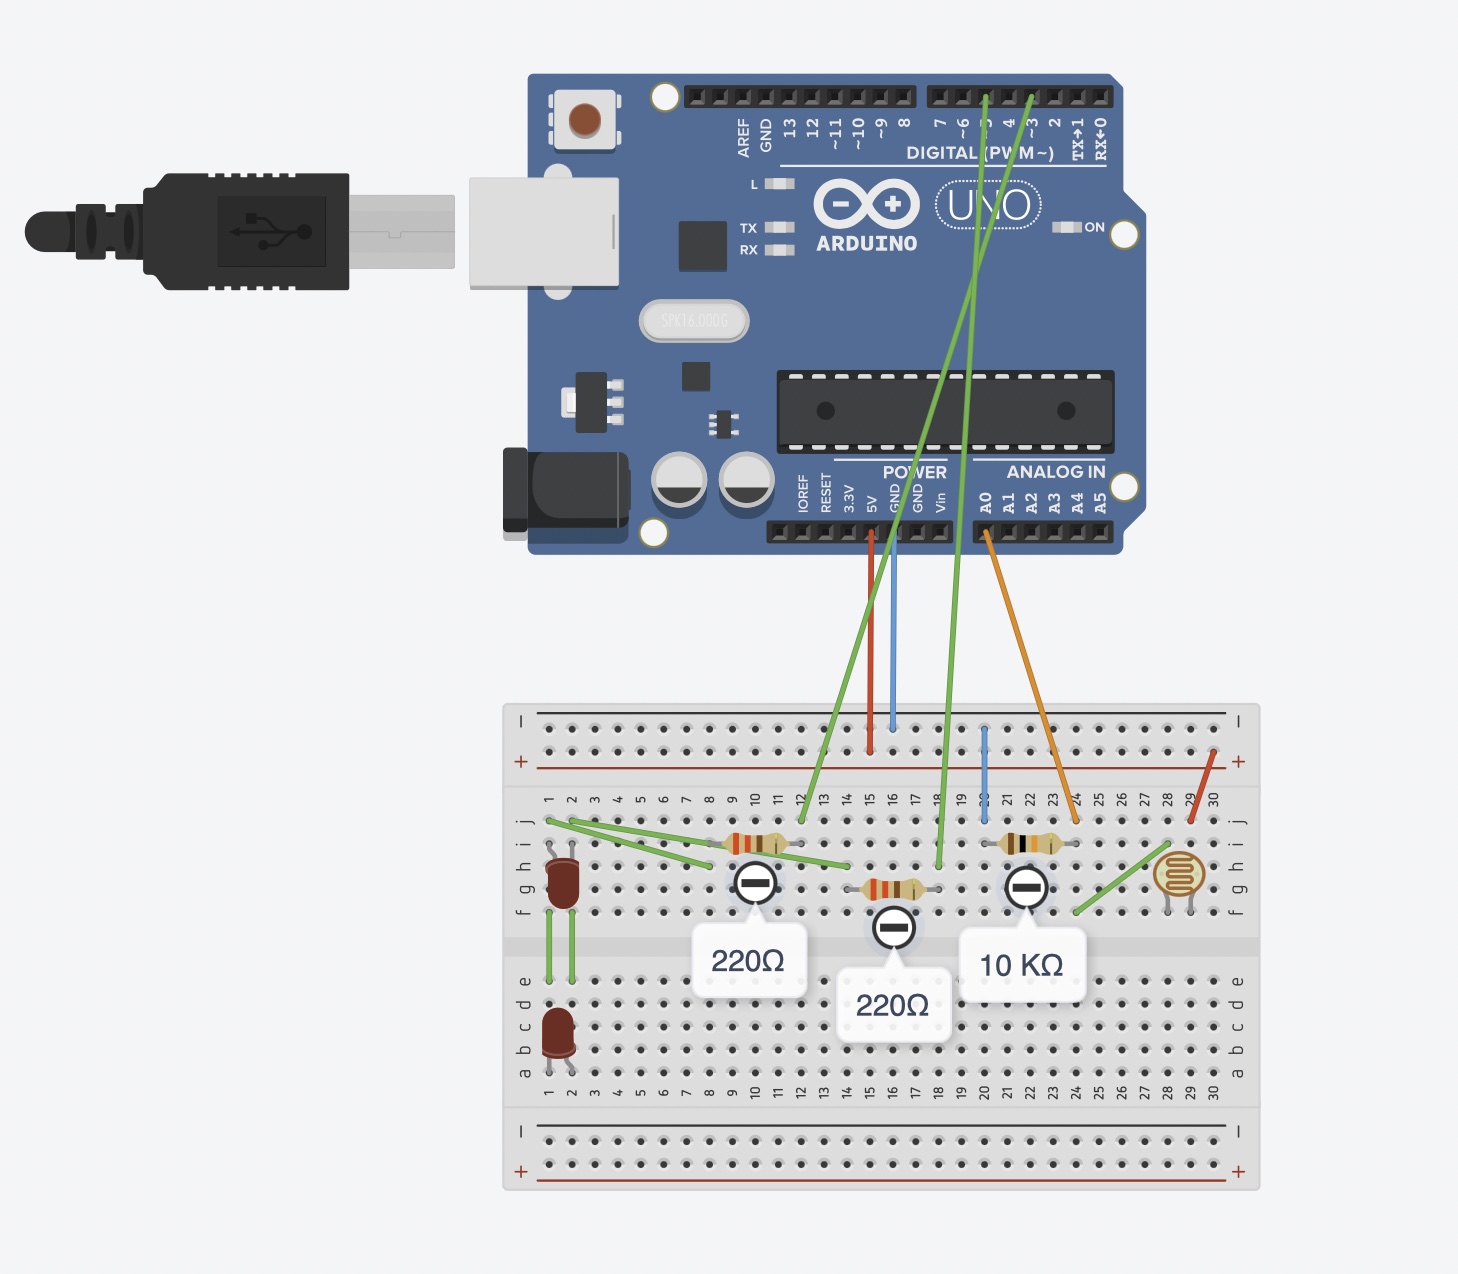 AREF GND 13 12 ~11 ~10 ~9 8 7 ~6 ~5 4 ~3 2 TX→1 RX←0
DIGITAL (PWM~)
L
TX
RX
ARDUINO
UNO
ON
SPK16.000G
POWER
ANALOG IN
IOREF RESET 3.3V 5V GND GND Vin A0 A1 A2 A3 A4 A5
− −
+ +
1 2 3 4 5 6 7 8 9 10 11 12 13 14 15 16 17 18 19 20 21 22 23 24 25 26 27 28 29 30
j j
i i
h h
g g
f f
220Ω
220Ω
10 KΩ
e e
d d
c c
b b
a a
1 2 3 4 5 6 7 8 9 10 11 12 13 14 15 16 17 18 19 20 21 22 23 24 25 26 27 28 29 30
− −
+ +